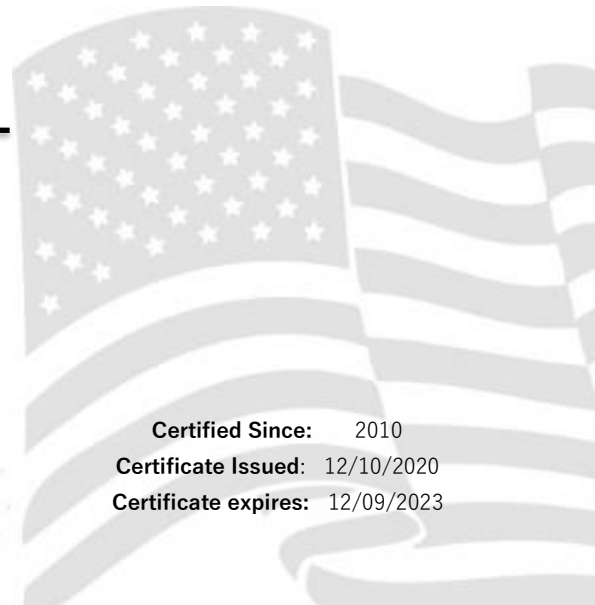 Certified Since: 2010
Certificate Issued: 12/10/2020
Certificate expires: 12/09/2023